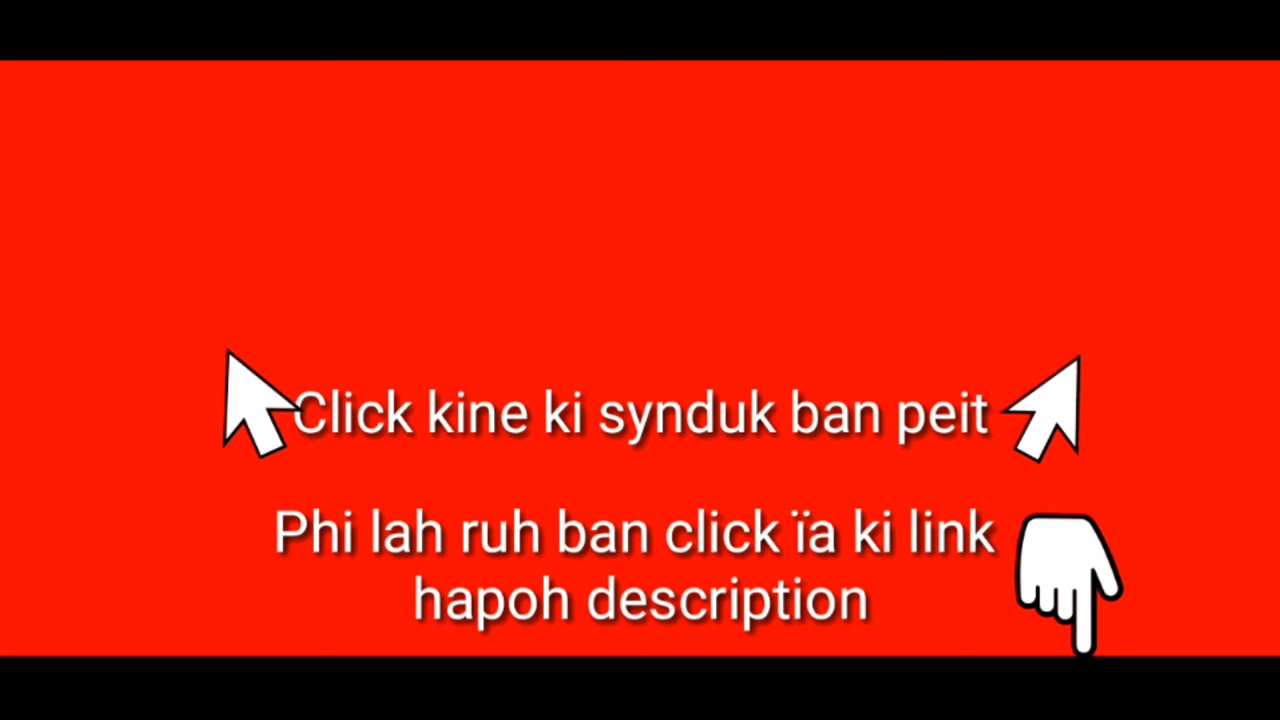 Click kine ki synduk ban peit
Phi lah ruh ban click ïa ki link
hapoh description